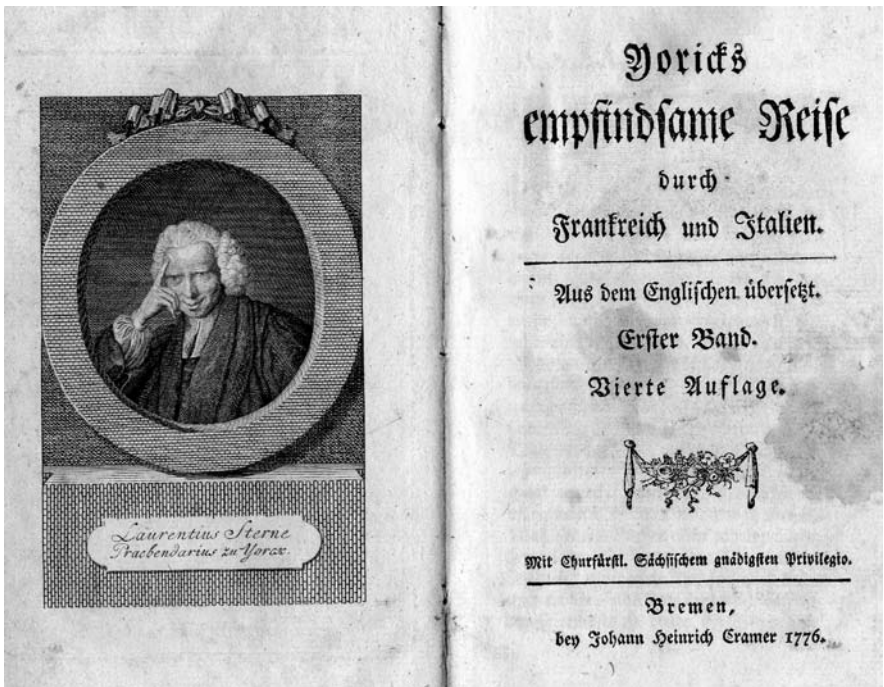 Laurentius Sterne
Praebendarius zu Yorck.
Yoricks
empfindsame Reise
durch
Frankreich und Italien.
Aus dem Englischen übersetzt.
Erster Band.
Vierte Auflage.
Mit Churfürstl. Sächsischem gnädigsten Privilegio.
Bremen,
bey Johann Heinrich Cramer 1776.